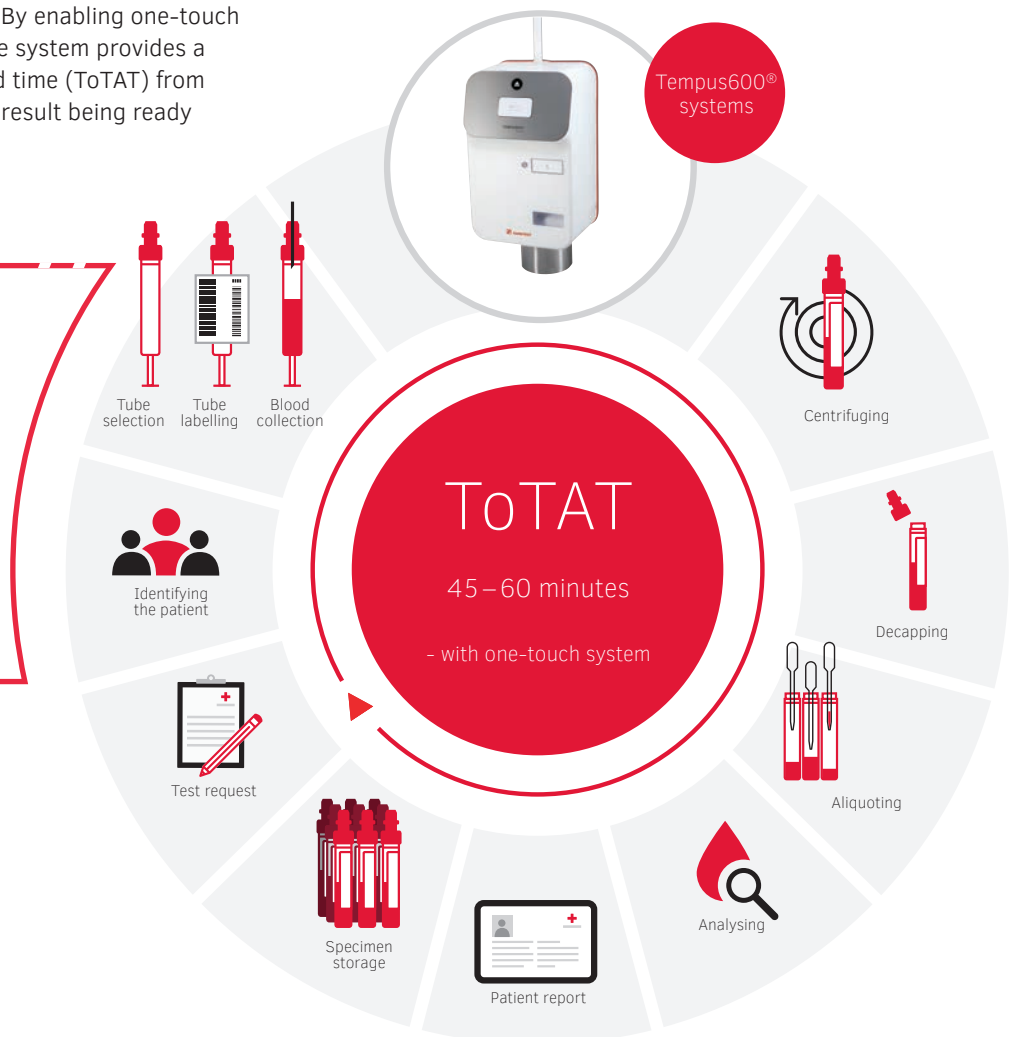 By enabling one-touch
e system provides a
d time (ToTAT) from
result being ready
Tempus600®
systems
Tube
selection
Tube
labelling
Blood
collection
Centrifuging
Identifying
the patient
ToTAT
45–60 minutes
- with one-touch system
Decapping
Test request
Aliquoting
Specimen
storage
Patient report
Analysing